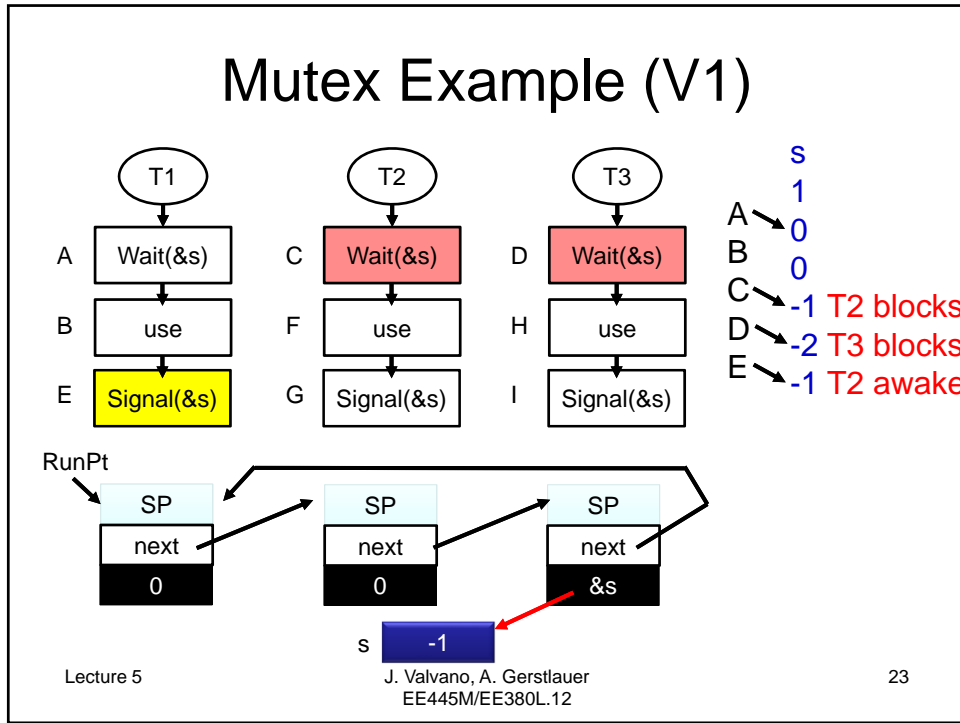 Mutex Example (V1)
T1
T2
T3
A
Wait(&s)
C
Wait(&s)
D
Wait(&s)
B
use
F
use
H
use
E
Signal(&s)
G
Signal(&s)
I
Signal(&s)
s
1
A
0
B
0
C
-1 T2 blocks
D
-2 T3 blocks
E
-1 T2 awake
RunPt
SP
SP
SP
next
next
next
0
0
&s
s
-1
Lecture 5
J. Valvano, A. Gerstlauer
EE445M/EE380L.12
23